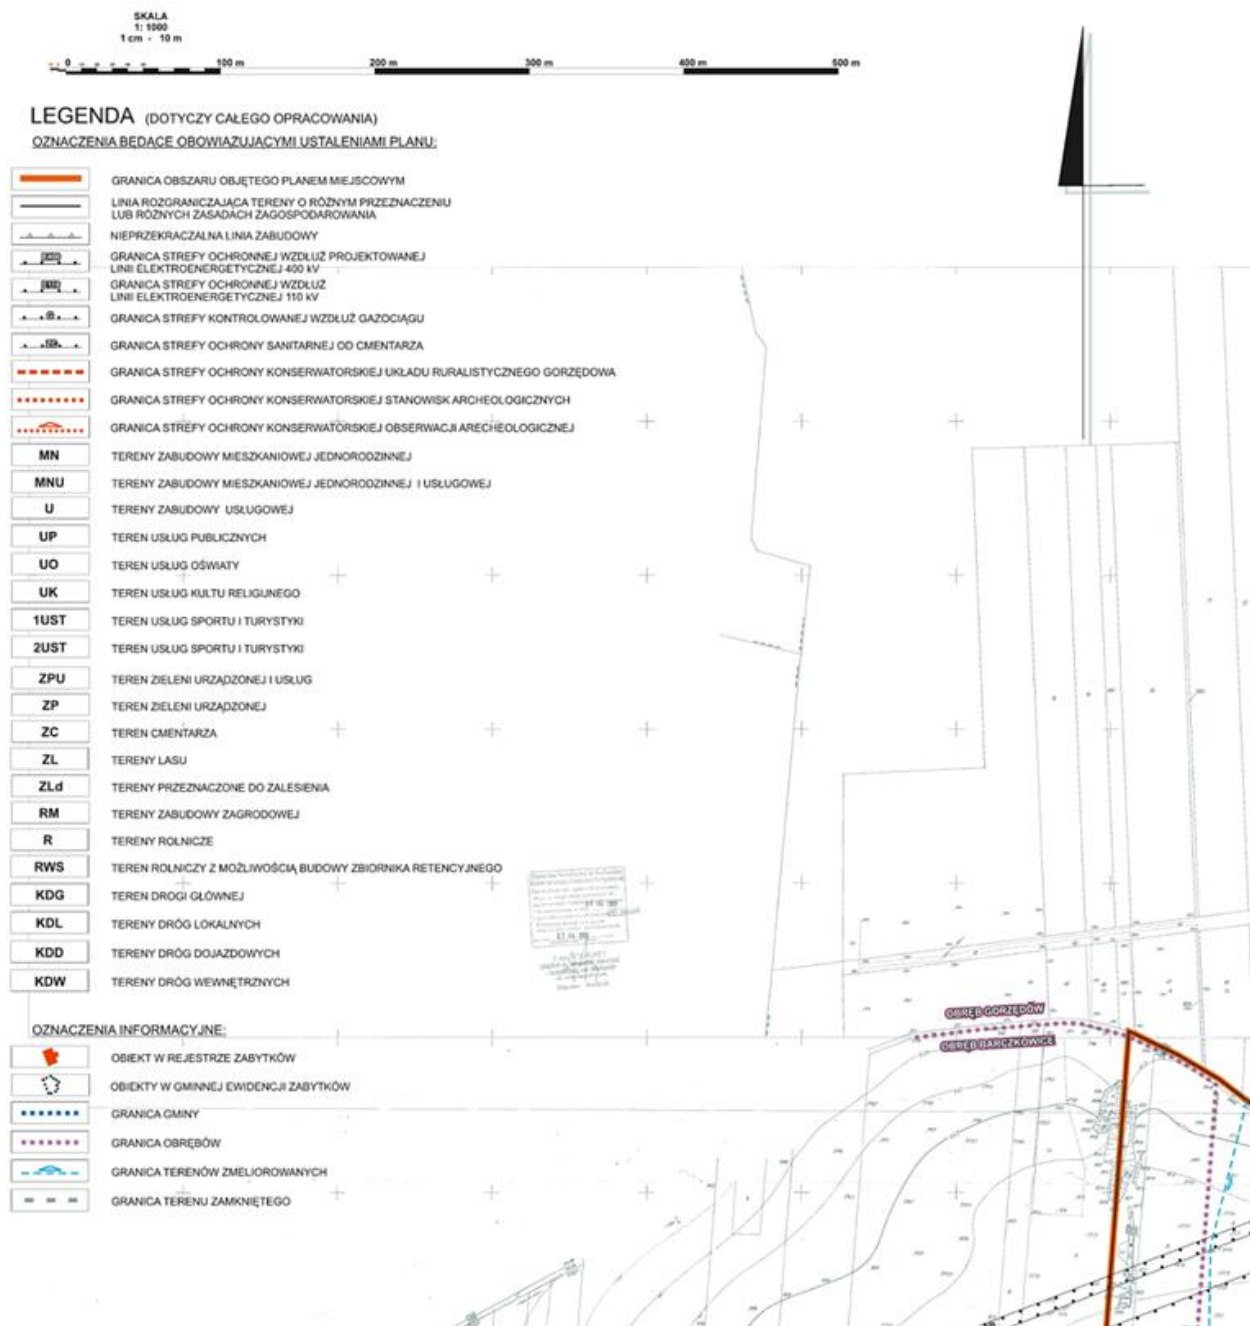 SKALA
1: 1000
1 cm - 10 m
0 100 m 200 m 300 m 400 m 500 m
LEGENDA (DOTYCZY CAŁEGO OPRACOWANIA)
OZNACZENIA BĘDĄCE OBOWIĄZUJĄCYMI USTALENIAMI PLANU:
GRANICA OBSZARU OBJĘTEGO PLANEM MIEJSCOWYM
LINIA ROZGRANICZAJĄCA TERENY O RÓŻNYM PRZEZNACZENIU
LUB RÓŻNYCH ZASADACH ZAGOSPODAROWANIA
NIEPRZEKRACZALNA LINIA ZABUDOWY
GRANICA STREFY OCHRONNEJ WZDŁUŻ PROJEKTOWANEJ
LINII ELEKTROENERGETYCZNEJ 400 kV
GRANICA STREFY OCHRONNEJ WZDŁUŻ
LINII ELEKTROENERGETYCZNEJ 110 kV
GRANICA STREFY KONTROLOWANEJ WZDŁUŻ GAZOCIĄGU
GRANICA STREFY OCHRONY SANITARNEJ OD CMENTARZA
GRANICA STREFY OCHRONY KONSERWATORSKIEJ UKŁADU RURALISTYCZNEGO GORZĘDOWA
GRANICA STREFY OCHRONY KONSERWATORSKIEJ STANOWISK ARCHEOLOGICZNYCH
GRANICA STREFY OCHRONY KONSERWATORSKIEJ OBSERWACJI ARECHEOLOGICZNEJ
MN TERENY ZABUDOWY MIESZKANIOWEJ JEDNORODZINNEJ
MNU TERENY ZABUDOWY MIESZKANIOWEJ JEDNORODZINNEJ I USŁUGOWEJ
U TERENY ZABUDOWY USŁUGOWEJ
UP TEREN USŁUG PUBLICZNYCH
UO TEREN USŁUG OŚWIATY
UK TEREN USŁUG KULTU RELIGIJNEGO
1UST TEREN USŁUG SPORTU I TURYSTYKI
2UST TEREN USŁUG SPORTU I TURYSTYKI
ZPU TEREN ZIELENI URZĄDZONEJ I USŁUG
ZP TEREN ZIELENI URZĄDZONEJ
ZC TEREN CMENTARZA
ZL TERENY LASU
ZLd TERENY PRZEZNACZONE DO ZALESIENIA
RM TERENY ZABUDOWY ZAGRODOWEJ
R TERENY ROLNICZE
RWS TEREN ROLNICZY Z MOŻLIWOŚCIĄ BUDOWY ZBIORNIKA RETENCYJNEGO
KDG TEREN DROGI GŁÓWNEJ
KDL TERENY DRÓG LOKALNYCH
KDD TERENY DRÓG DOJAZDOWYCH
KDW TERENY DRÓG WEWNĘTRZNYCH
OZNACZENIA INFORMACYJNE:
OBIEKT W REJESTRZE ZABYTKÓW
OBIEKTY W GMINNEJ EWIDENCJI ZABYTKÓW
GRANICA GMINY
GRANICA OBRĘBÓW
GRANICA TERENÓW ZMELIOROWANYCH
GRANICA TERENU ZAMKNIĘTEGO
OBRĘB GORZĘDÓW
OBRĘB BARCZKOWICE